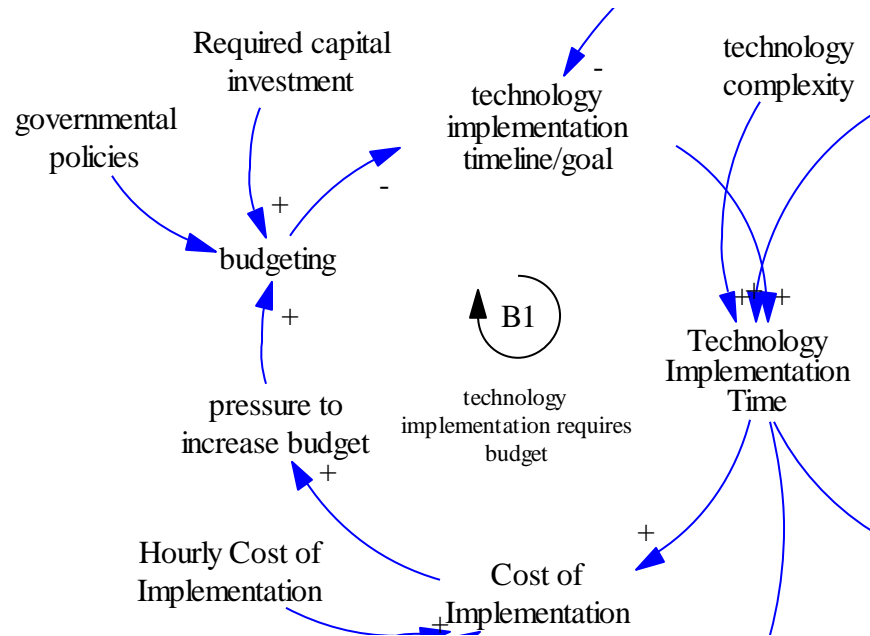 Required capital
investment
technology
complexity
governmental
policies
-
technology
implementation
timeline/goal
+
-
budgeting
+
B1
+
+
+
Technology
Implementation
Time
technology
implementation requires
budget
pressure to
increase budget
+
+
Hourly Cost of
Implementation
Cost of
Implementation
+